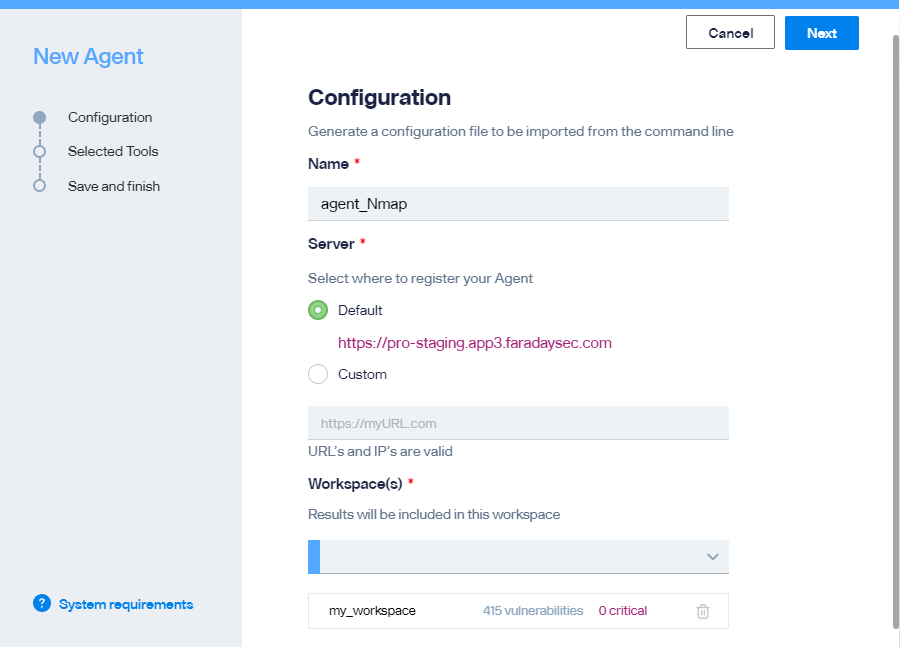 Cancel
Next
New Agent
Configuration
Selected Tools
Save and finish
Configuration
Generate a configuration file to be imported from the command line
Name *
agent_Nmap
Server *
Select where to register your Agent
Default
https://pro-staging.app3.faradaysec.com
Custom
https://myURL.com
URL's and IP's are valid
Workspace(s) *
Results will be included in this workspace
my_workspace 415 vulnerabilities 0 critical
? System requirements